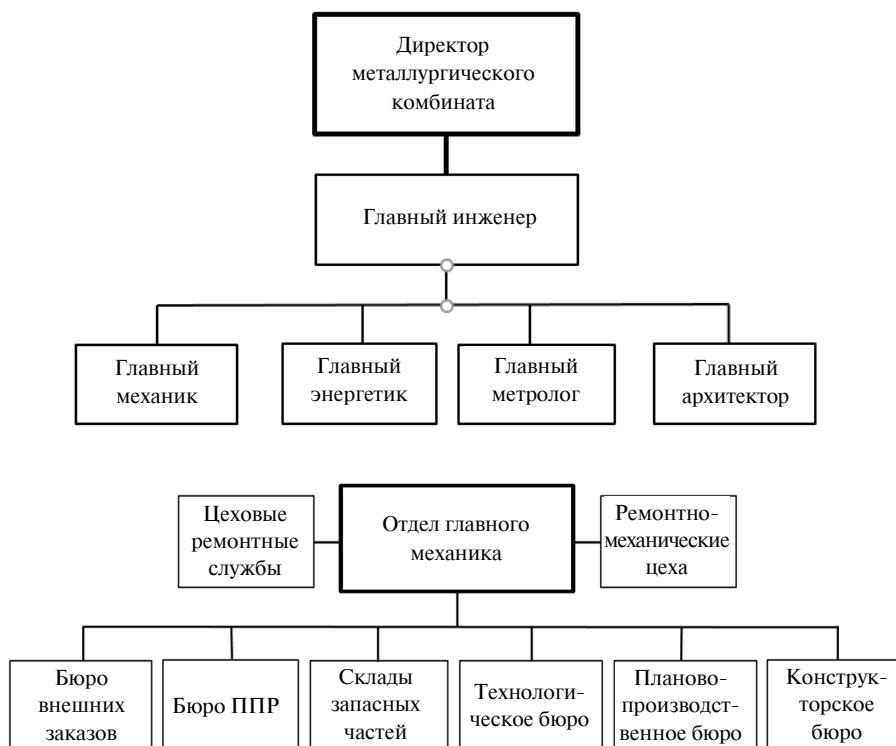 Директор
металлургического
комбината
Главный инженер
Главный
механик
Главный
энергетик
Главный
метролог
Главный
архитектор
Цеховые
ремонтные
службы
Отдел главного
механика
Ремонтно-
механические
цеха
Бюро
внешних
заказов
Бюро ППР
Склады
запасных
частей
Технологи-
ческое бюро
Планово-
производст-
венное бюро
Конструк-
торское
бюро